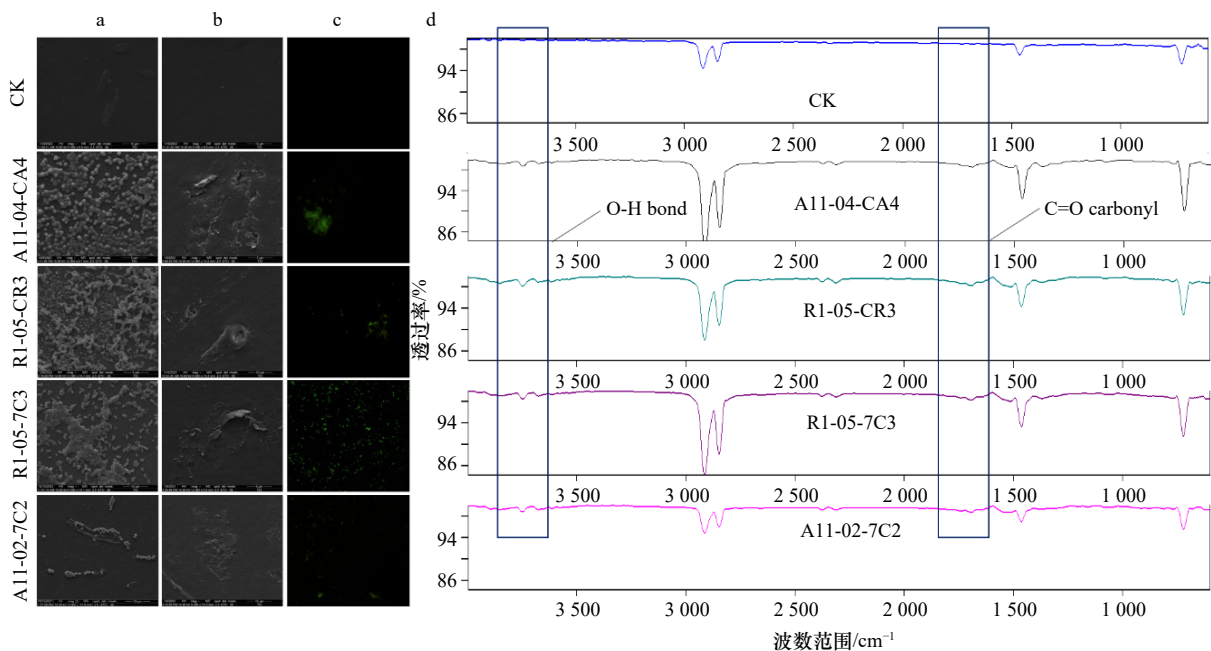 a b c d
CK
A11-04-CA4
R1-05-CR3
R1-05-7C3
A11-02-7C2
透过率/%
94
86
CK
3 500 3 000 2 500 2 000 1 500 1 000
94
86
A11-04-CA4
O-H bond
C=O carbonyl
3 500 3 000 2 500 2 000 1 500 1 000
94
86
R1-05-CR3
3 500 3 000 2 500 2 000 1 500 1 000
94
86
R1-05-7C3
3 500 3 000 2 500 2 000 1 500 1 000
94
86
A11-02-7C2
3 500 3 000 2 500 2 000 1 500 1 000
波数范围/cm⁻¹